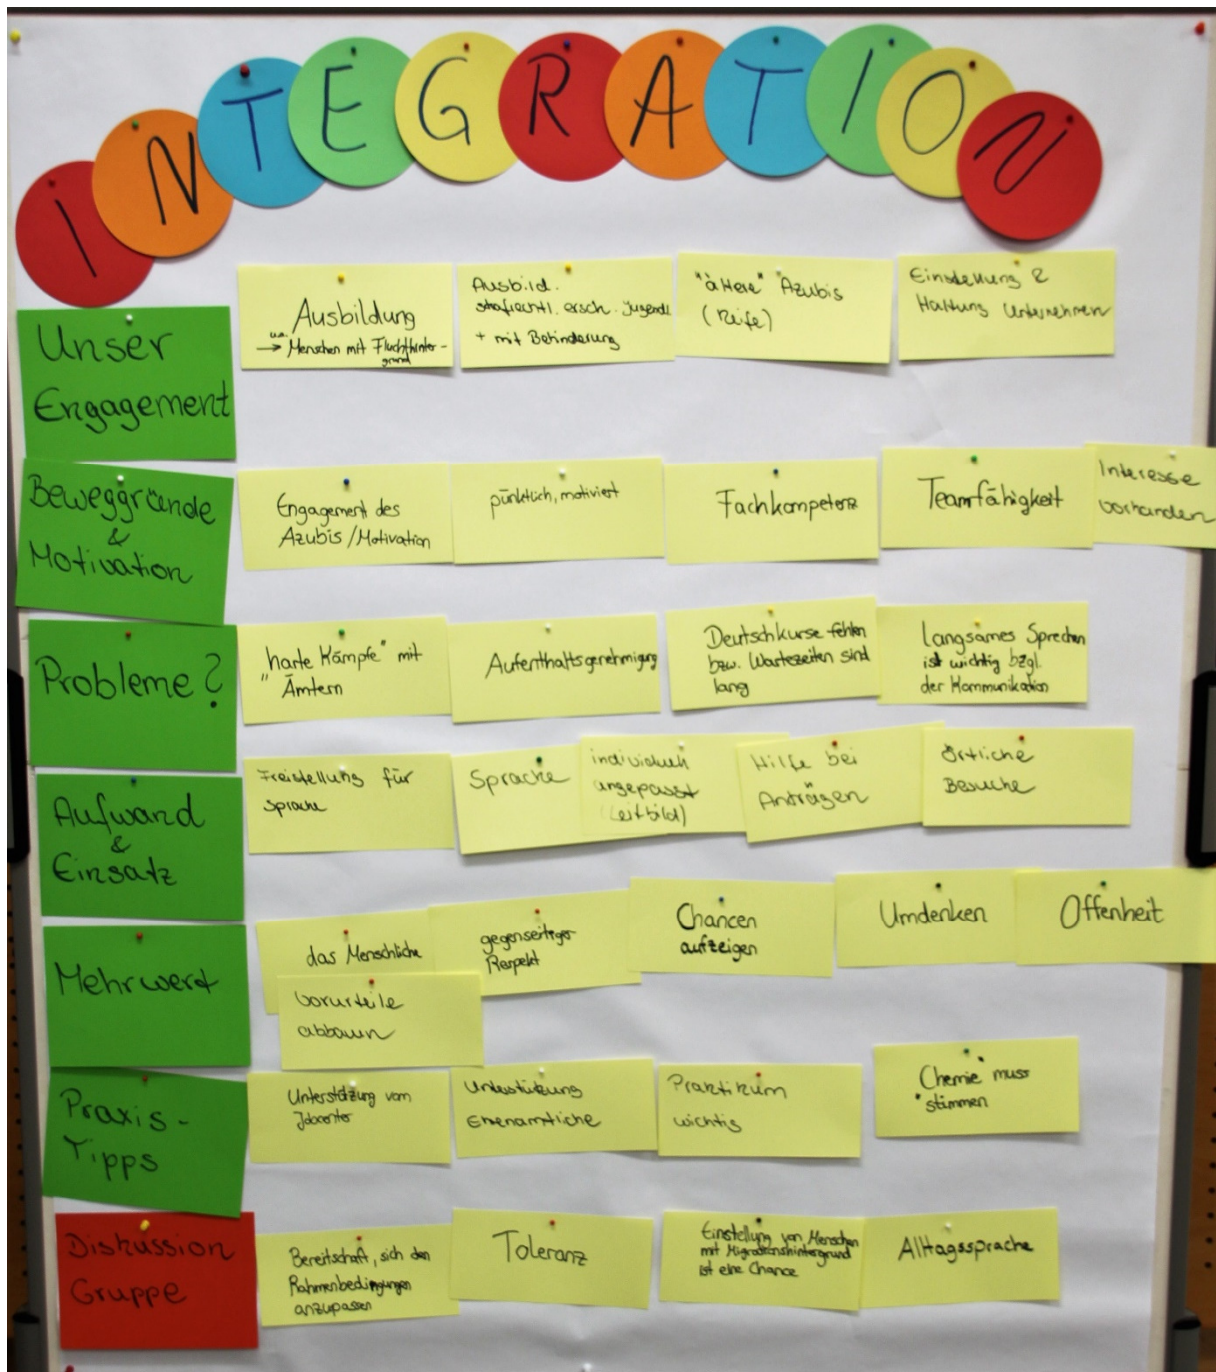 INTEGRATION
Unser
Engagement
Ausbildung
u.a.
→ Menschen mit Fluchthinter-
grund
Ausbild.
strafrechtl. ersch. Jugendl.
+ mit Behinderung
"ältere" Azubis
(Reife)
Einstellung &
Haltung Unternehmen
Beweggründe
&
Motivation
Engagement des
Azubis/Motivation
pünktlich, motiviert
Fachkompetenz
Teamfähigkeit
Interesse
vorhanden
Probleme?
"harte Kämpfe" mit
Ämtern
Aufenthaltsgenehmigung
Deutschkurse fehlen
bzw. Wartezeiten sind
lang
Langsames Sprechen
ist wichtig bzgl.
der Kommunikation
Aufwand
&
Einsatz
Freistellung für
Sprache
Sprache
individuell
angepasst
(Leitbild)
Hilfe bei
Anträgen
örtliche
Besuche
Mehrwert
das Menschliche
gegenseitiger
Respekt
Chancen
aufzeigen
Umdenken
Offenheit
Vorurteile
abbauen
Praxis-
Tipps
Unterstützung vom
Jobcenter
Unterstützung
Ehrenamtliche
Praktikum
wichtig
"Chemie" muss
stimmen
Diskussion
Gruppe
Bereitschaft, sich den
Rahmenbedingungen
anzupassen
Toleranz
Einstellung von Menschen
mit Migrationshintergrund
ist eine Chance
Alltagssprache